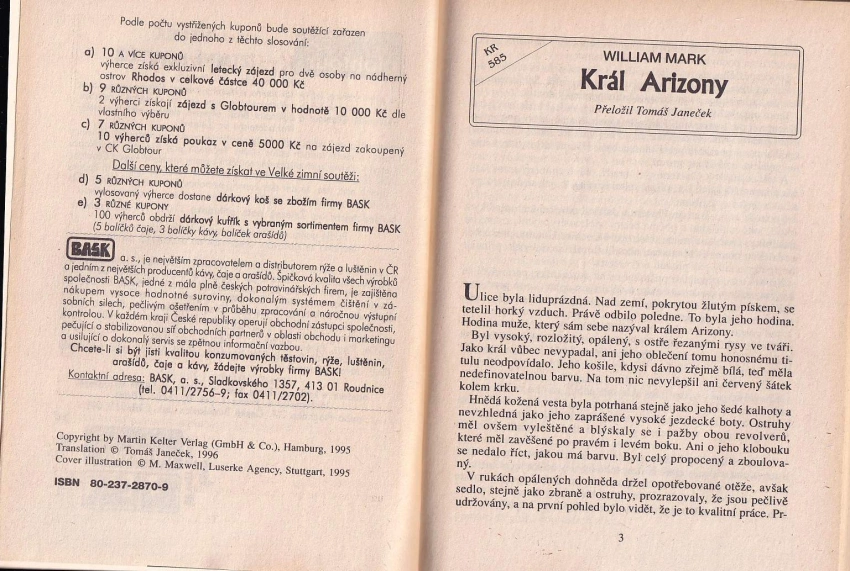 Podle počtu vystřižených kuponů bude soutěžící zařazen
do jednoho z těchto slosování:
a) 10 A VÍCE KUPONŮ
výherce získá exkluzivní letecký zájezd pro dvě osoby na nádherný
ostrov Rhodos v celkové částce 40 000 Kč
b) 9 RŮZNÝCH KUPONŮ
2 výherci získají zájezd s Globtourem v hodnotě 10 000 Kč dle
vlastního výběru
c) 7 RŮZNÝCH KUPONŮ
10 výherců získá poukaz v ceně 5000 Kč na zájezd zakoupený
v CK Globtour
Další ceny, které můžete získat ve Velké zimní soutěži:
d) 5 RŮZNÝCH KUPONŮ
vylosovaný výherce dostane dárkový koš se zbožím firmy BASK
e) 3 RŮZNÉ KUPONY
100 výherců obdrží dárkový kufřík s vybraným sortimentem firmy BASK
(5 balíčků čaje, 3 balíčky kávy, balíček arašídů)
BASK a. s., je největším zpracovatelem a distributorem rýže a luštěnin v ČR
a jedním z největších producentů kávy, čaje a arašídů. Špičková kvalita všech výrobků
společnosti BASK, jedné z mála plně českých potravinářských firem, je zajištěna
nákupem vysoce hodnotné suroviny, dokonalým systémem čištění v zá-
sobních silech, pečlivým ošetřením v průběhu zpracování a náročnou výstupní
kontrolou. V každém kraji České republiky operují obchodní zástupci společnosti,
pečující o stabilizovanou síť obchodních partnerů v oblasti obchodu i marketingu
a usilující o dokonalý servis se zpětnou informační vazbou.
Chcete-li si být jisti kvalitou konzumovaných těstovin, rýže, luštěnin,
arašídů, čaje a kávy, žádejte výrobky firmy BASK!
Kontaktní adresa: BASK, a. s., Sladkovského 1357, 413 01 Roudnice
(tel. 0411/2756–9; fax 0411/2702).
Copyright by Martin Kelter Verlag (GmbH & Co.), Hamburg, 1995
Translation © Tomáš Janeček, 1996
Cover illustration © M. Maxwell, Luserke Agency, Stuttgart, 1995
ISBN 80-237-2870-9
KR
585
WILLIAM MARK
Král Arizony
Přeložil Tomáš Janeček
Ulice byla liduprázdná. Nad zemí, pokrytou žlutým pískem, se
tetelil horký vzduch. Právě odbilo poledne. To byla jeho hodina.
Hodina muže, který sám sebe nazýval králem Arizony.
Byl vysoký, rozložitý, opálený, s ostře řezanými rysy ve tváři.
Jako král vůbec nevypadal, ani jeho oblečení tomu honosnému ti-
tulu neodpovídalo. Jeho košile, kdysi dávno zřejmě bílá, teď měla
nedefinovatelnou barvu. Na tom nic nevylepšil ani červený šátek
kolem krku.
Hnědá kožená vesta byla potrhaná stejně jako jeho šedé kalhoty a
nevzhledná jako jeho zaprášené vysoké jezdecké boty. Ostruhy
měl ovšem vyleštěné a blýskaly se i pažby obou revolverů,
které měl zavěšené po pravém i levém boku. Ani o jeho klobouku
se nedalo říct, jakou má barvu. Byl celý propocený a zboulova-
ný.
V rukách opálených dohněda držel opotřebované otěže, avšak
sedlo, stejně jako zbraně a ostruhy, prozrazovaly, že jsou pečlivě
udržovány, a na první pohled bylo vidět, že je to kvalitní práce. Pr-
3